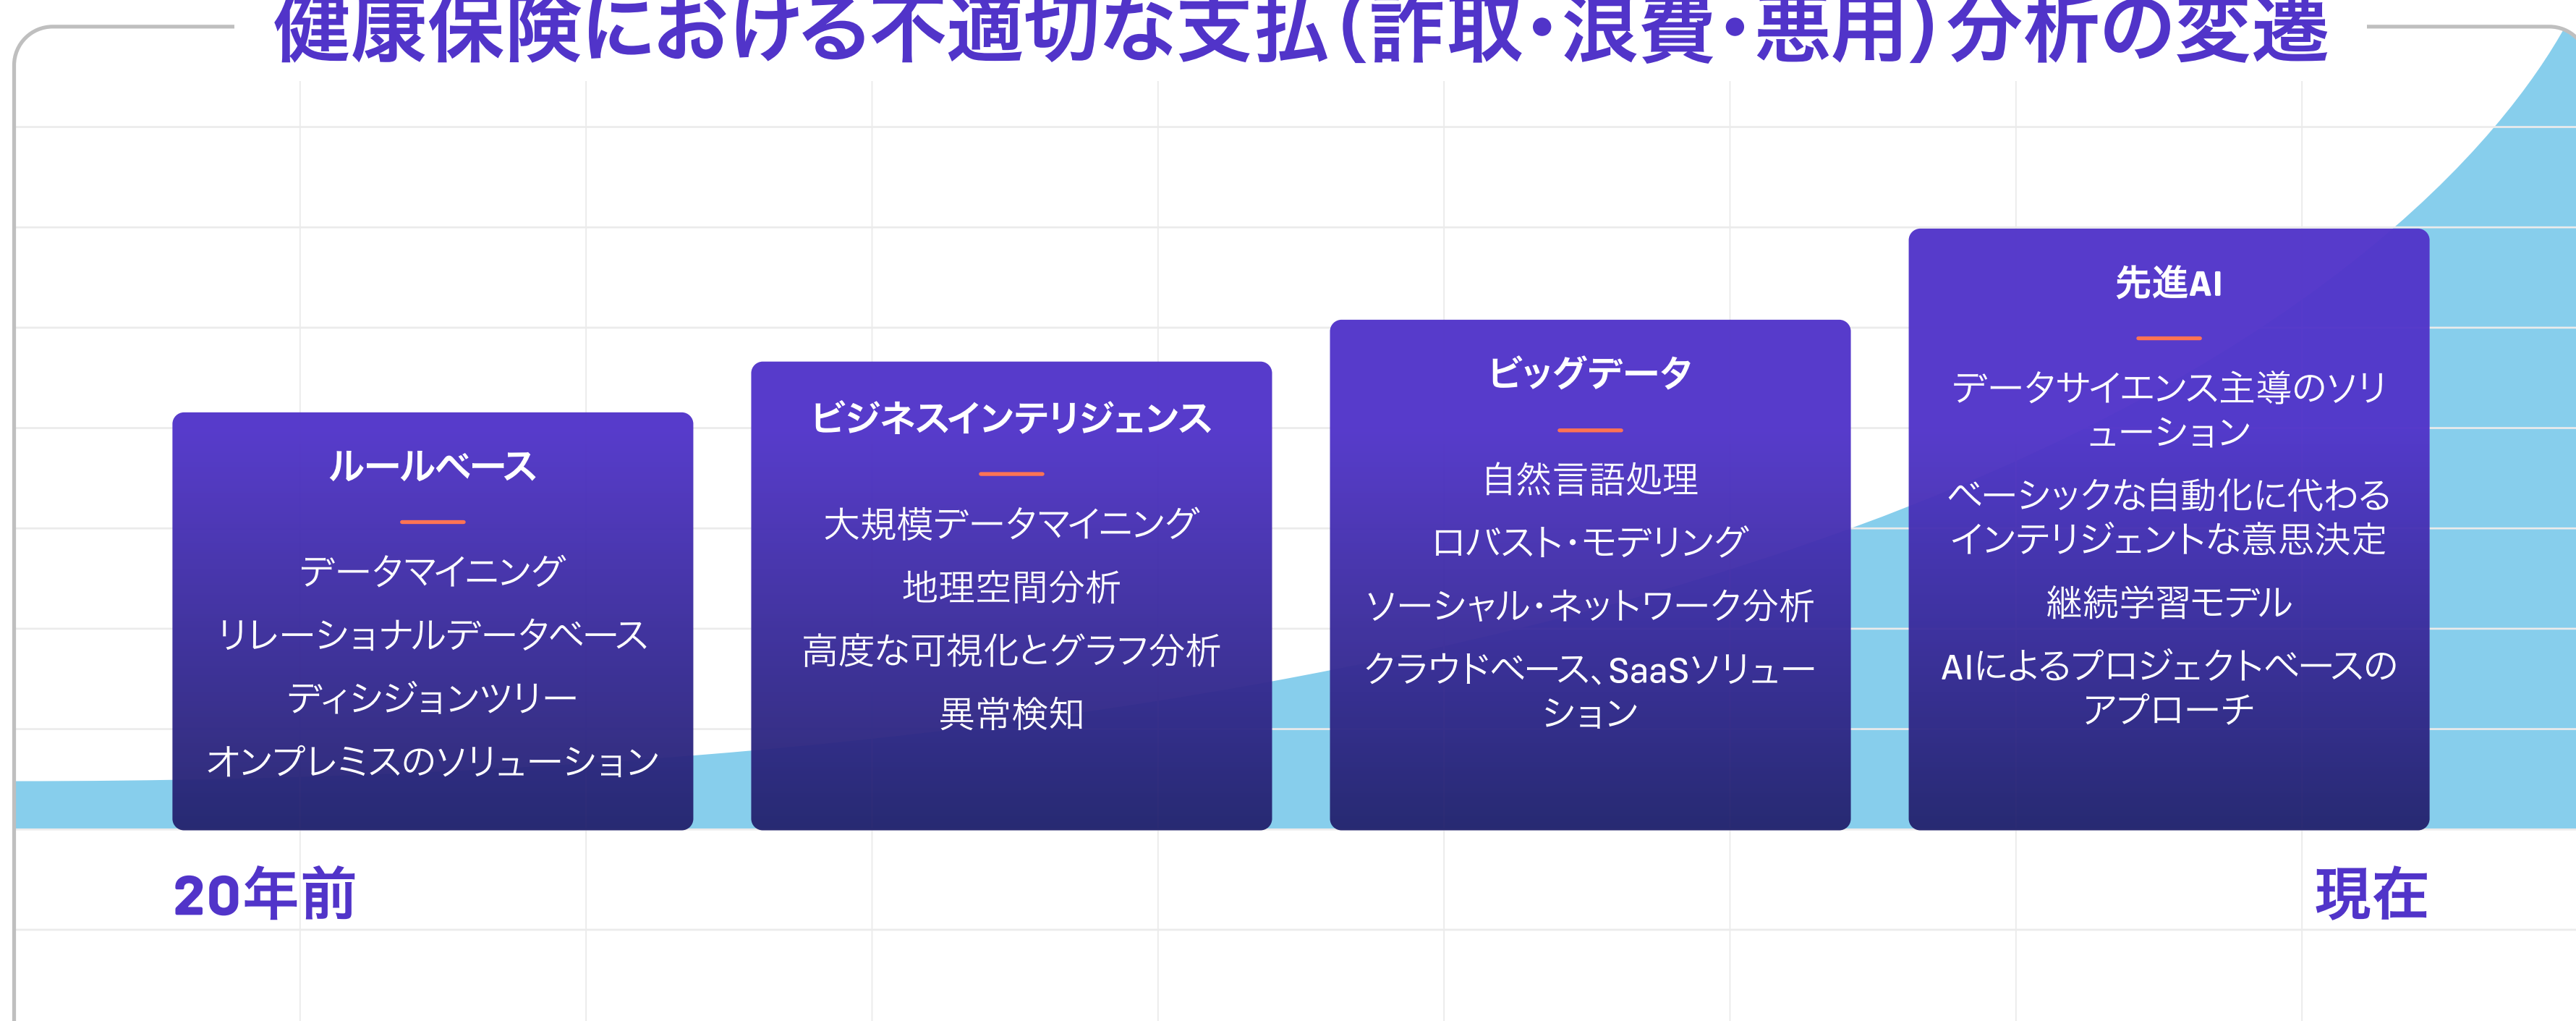 健康保険における不適切な支払(詐取・浪費・悪用)分析の変遷
ルールベース
データマイニング
リレーショナルデータベース
ディシジョンツリー
オンプレミスのソリューション
ビジネスインテリジェンス
大規模データマイニング
地理空間分析
高度な可視化とグラフ分析
異常検知
ビッグデータ
自然言語処理
ロバスト・モデリング
ソーシャル・ネットワーク分析
クラウドベース、SaaSソリュー
ション
先進AI
データサイエンス主導のソリ
ューション
ベーシックな自動化に代わる
インテリジェントな意思決定
継続学習モデル
AIによるプロジェクトベースの
アプローチ
20年前
現在